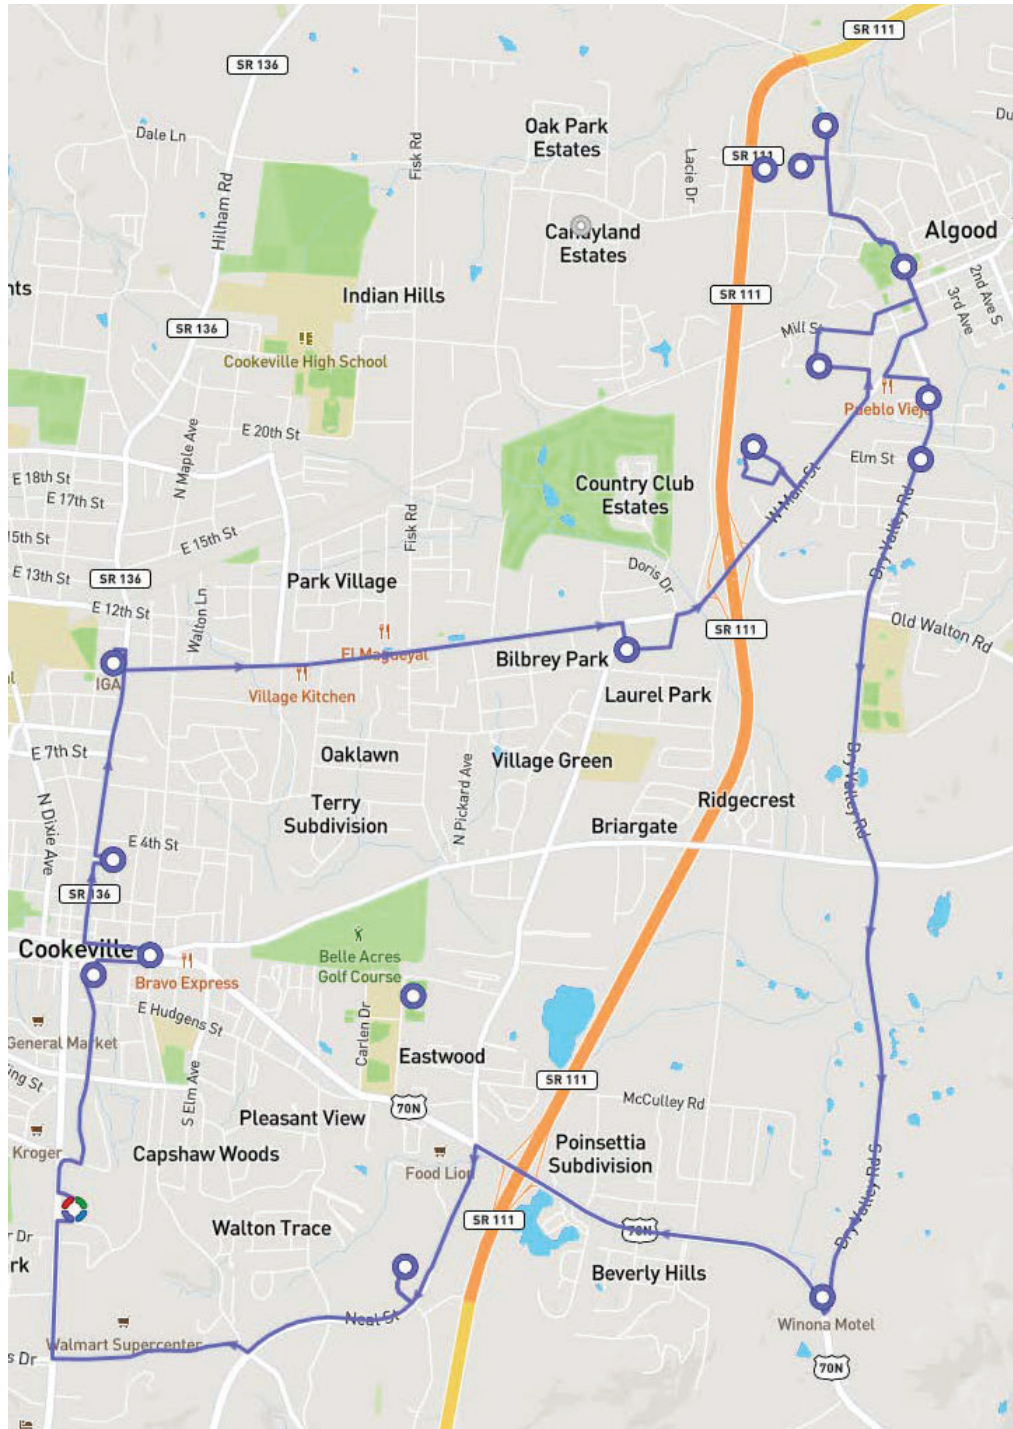 SR 111
SR 136
Dale Ln
Fisk Rd
Oak Park
Estates
Lacie Dr
SR 111
Du
Hilham Rd
Candyland
Estates
Algood
Indian Hills
nts
SR 111
2nd Ave S
3rd Ave
SR 136
Mill St
Cookeville High School
Pueblo Viejo
E 20th St
N Maple Ave
W Main St
Elm St
E 18th St
E 17th St
Country Club
Estates
Fisk Rd
15th St
E 15th St
Dry Valley Rd
E 13th St
SR 136
Park Village
Doris Dr
E 12th St
Walton Ln
Old Walton Rd
SR 111
El Magueyal
Bilbrey Park
al
IGA
Village Kitchen
Laurel Park
E 7th St
Oaklawn
Village Green
N Pickard Ave
Dry Valley Rd
N Dixie Ave
Terry
Subdivision
Ridgecrest
Briargate
E 4th St
SR 136
Cookeville
Bravo Express
Belle Acres
Golf Course
E Hudgens St
Carlen Dr
General Market
Eastwood
ing St
S Elm Ave
SR 111
70N
McCulley Rd
Pleasant View
Kroger
Capshaw Woods
Food Lion
Poinsettia
Subdivision
Dry Valley Rd S
Walton Trace
SR 111
70N
r Dr
rk
Beverly Hills
Neal St
Winona Motel
Walmart Supercenter
s Dr
70N